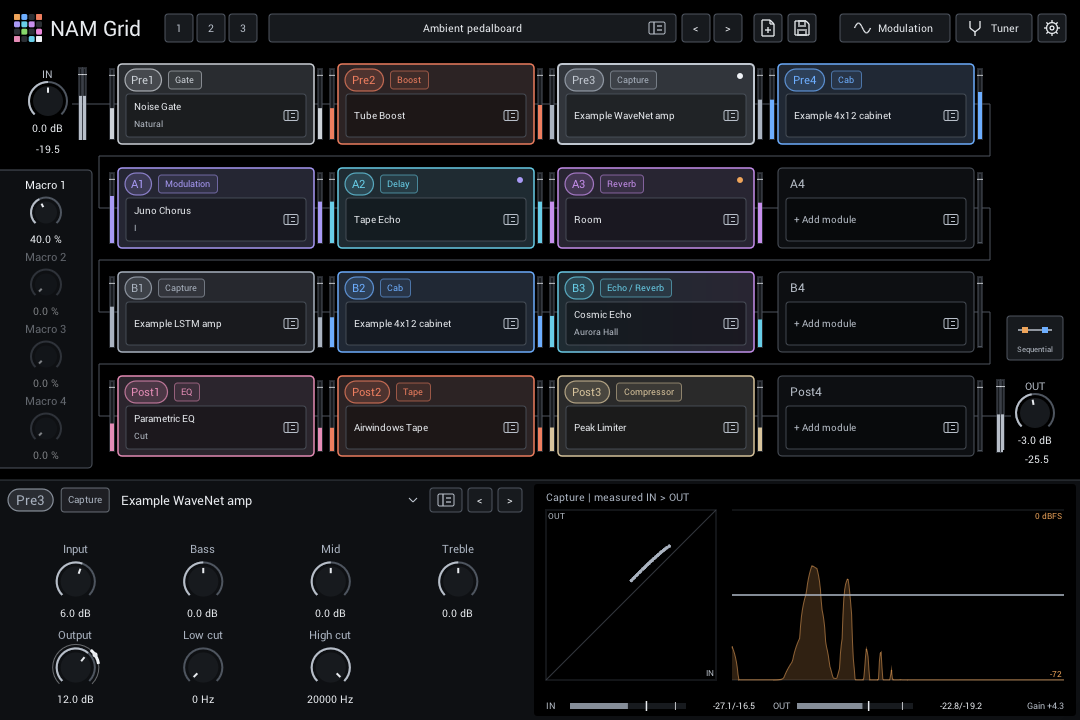 NAM Grid
1 2 3
Ambient pedalboard
< >
Modulation
Tuner
IN
0.0 dB
-19.5
Pre1 Gate
Noise Gate
Natural
Pre2 Boost
Tube Boost
Pre3 Capture
Example WaveNet amp
Pre4 Cab
Example 4x12 cabinet
Macro 1
40.0 %
Macro 2
0.0 %
Macro 3
0.0 %
Macro 4
0.0 %
A1 Modulation
Juno Chorus
I
A2 Delay
Tape Echo
A3 Reverb
Room
A4
+ Add module
B1 Capture
Example LSTM amp
B2 Cab
Example 4x12 cabinet
B3 Echo / Reverb
Cosmic Echo
Aurora Hall
B4
+ Add module
Sequential
Post1 EQ
Parametric EQ
Cut
Post2 Tape
Airwindows Tape
Post3 Compressor
Peak Limiter
Post4
+ Add module
OUT
-3.0 dB
-25.5
Pre3 Capture Example WaveNet amp
< >
Input Bass Mid Treble
6.0 dB 0.0 dB 0.0 dB 0.0 dB
Output Low cut High cut
12.0 dB 0 Hz 20000 Hz
Capture | measured IN > OUT
OUT
IN
0 dBFS
-72
IN -27.1/-16.5 OUT -22.8/-19.2 Gain +4.3